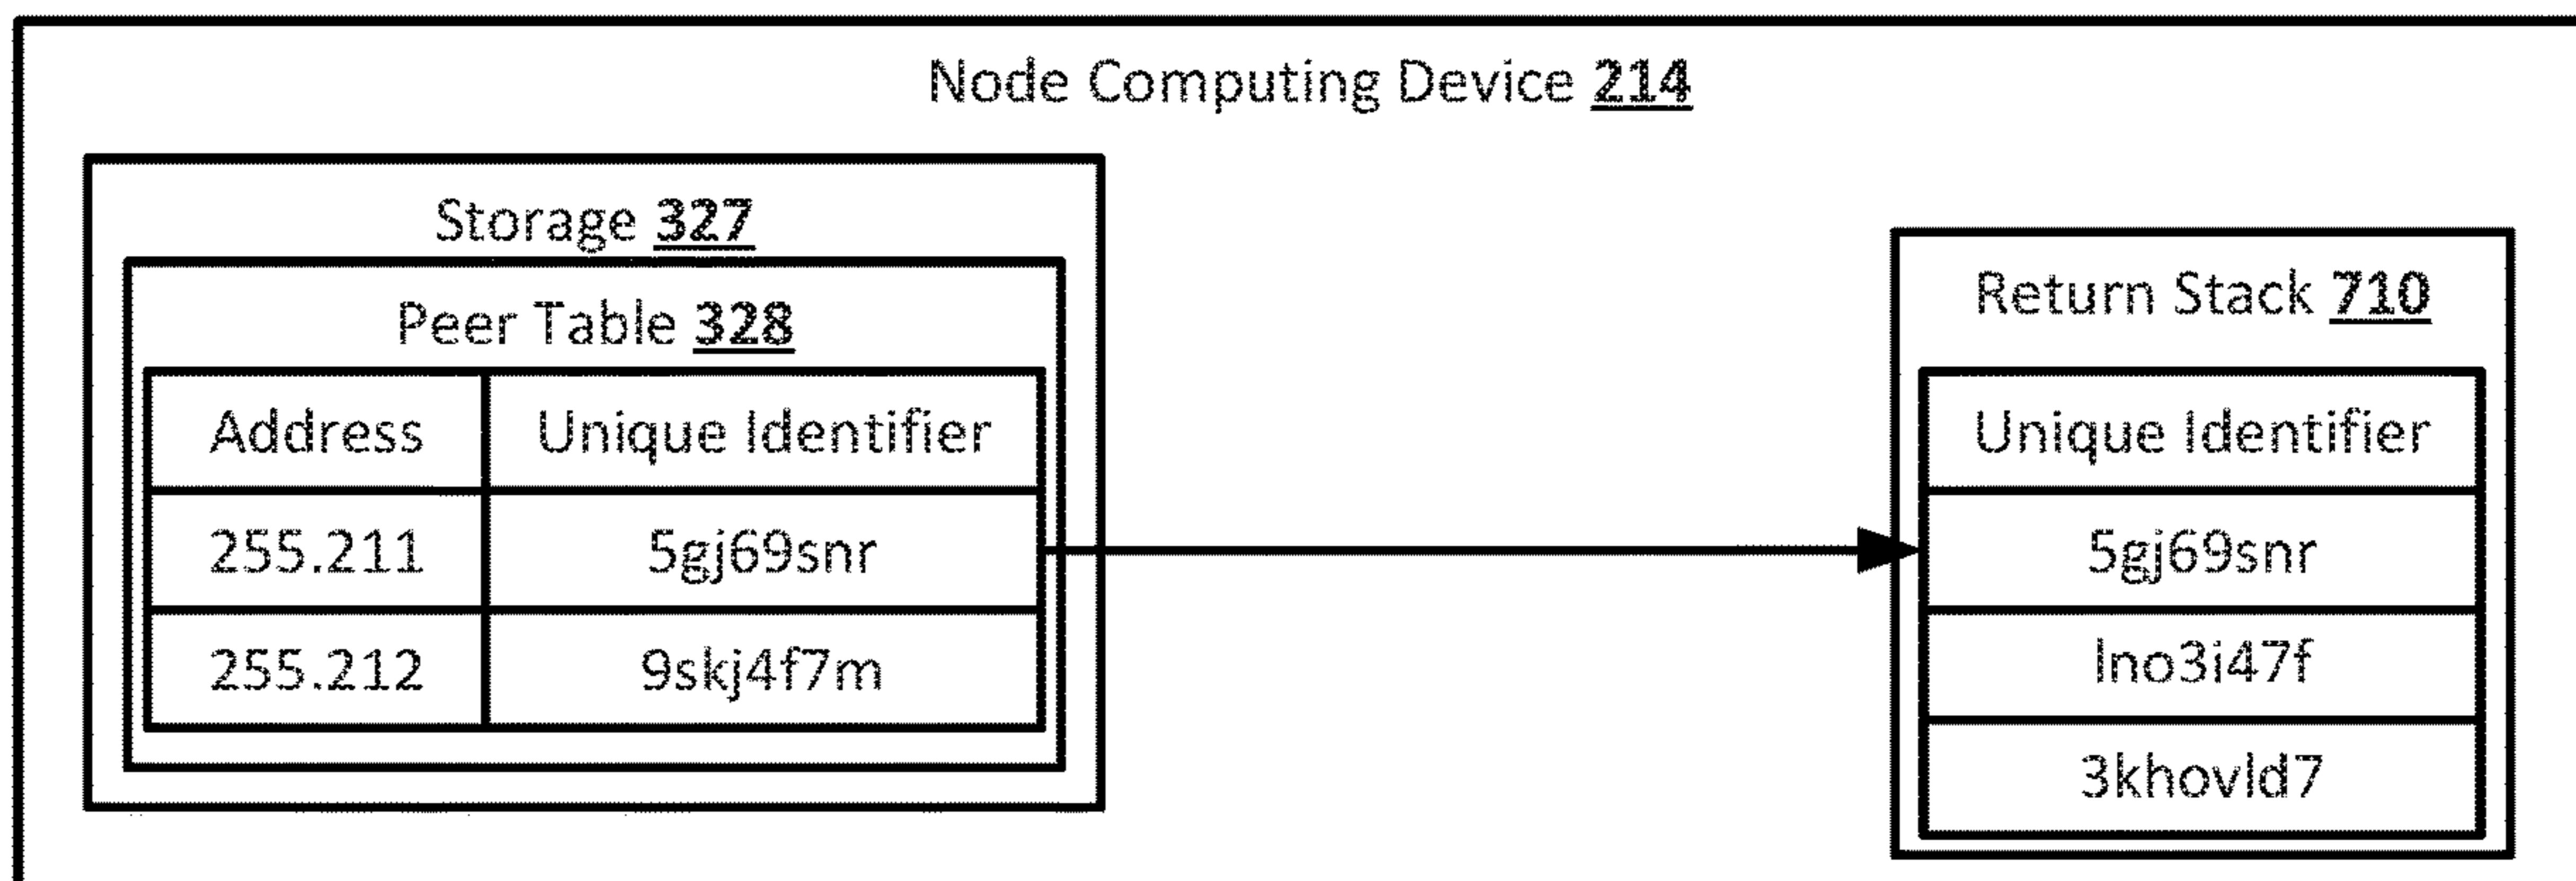 Node Computing Device 214
Storage 327
Peer Table 328
Address Unique Identifier
255.211 5gj69snr
255.212 9skj4f7m
Return Stack 710
Unique Identifier
5gj69snr
lno3i47f
3khovld7